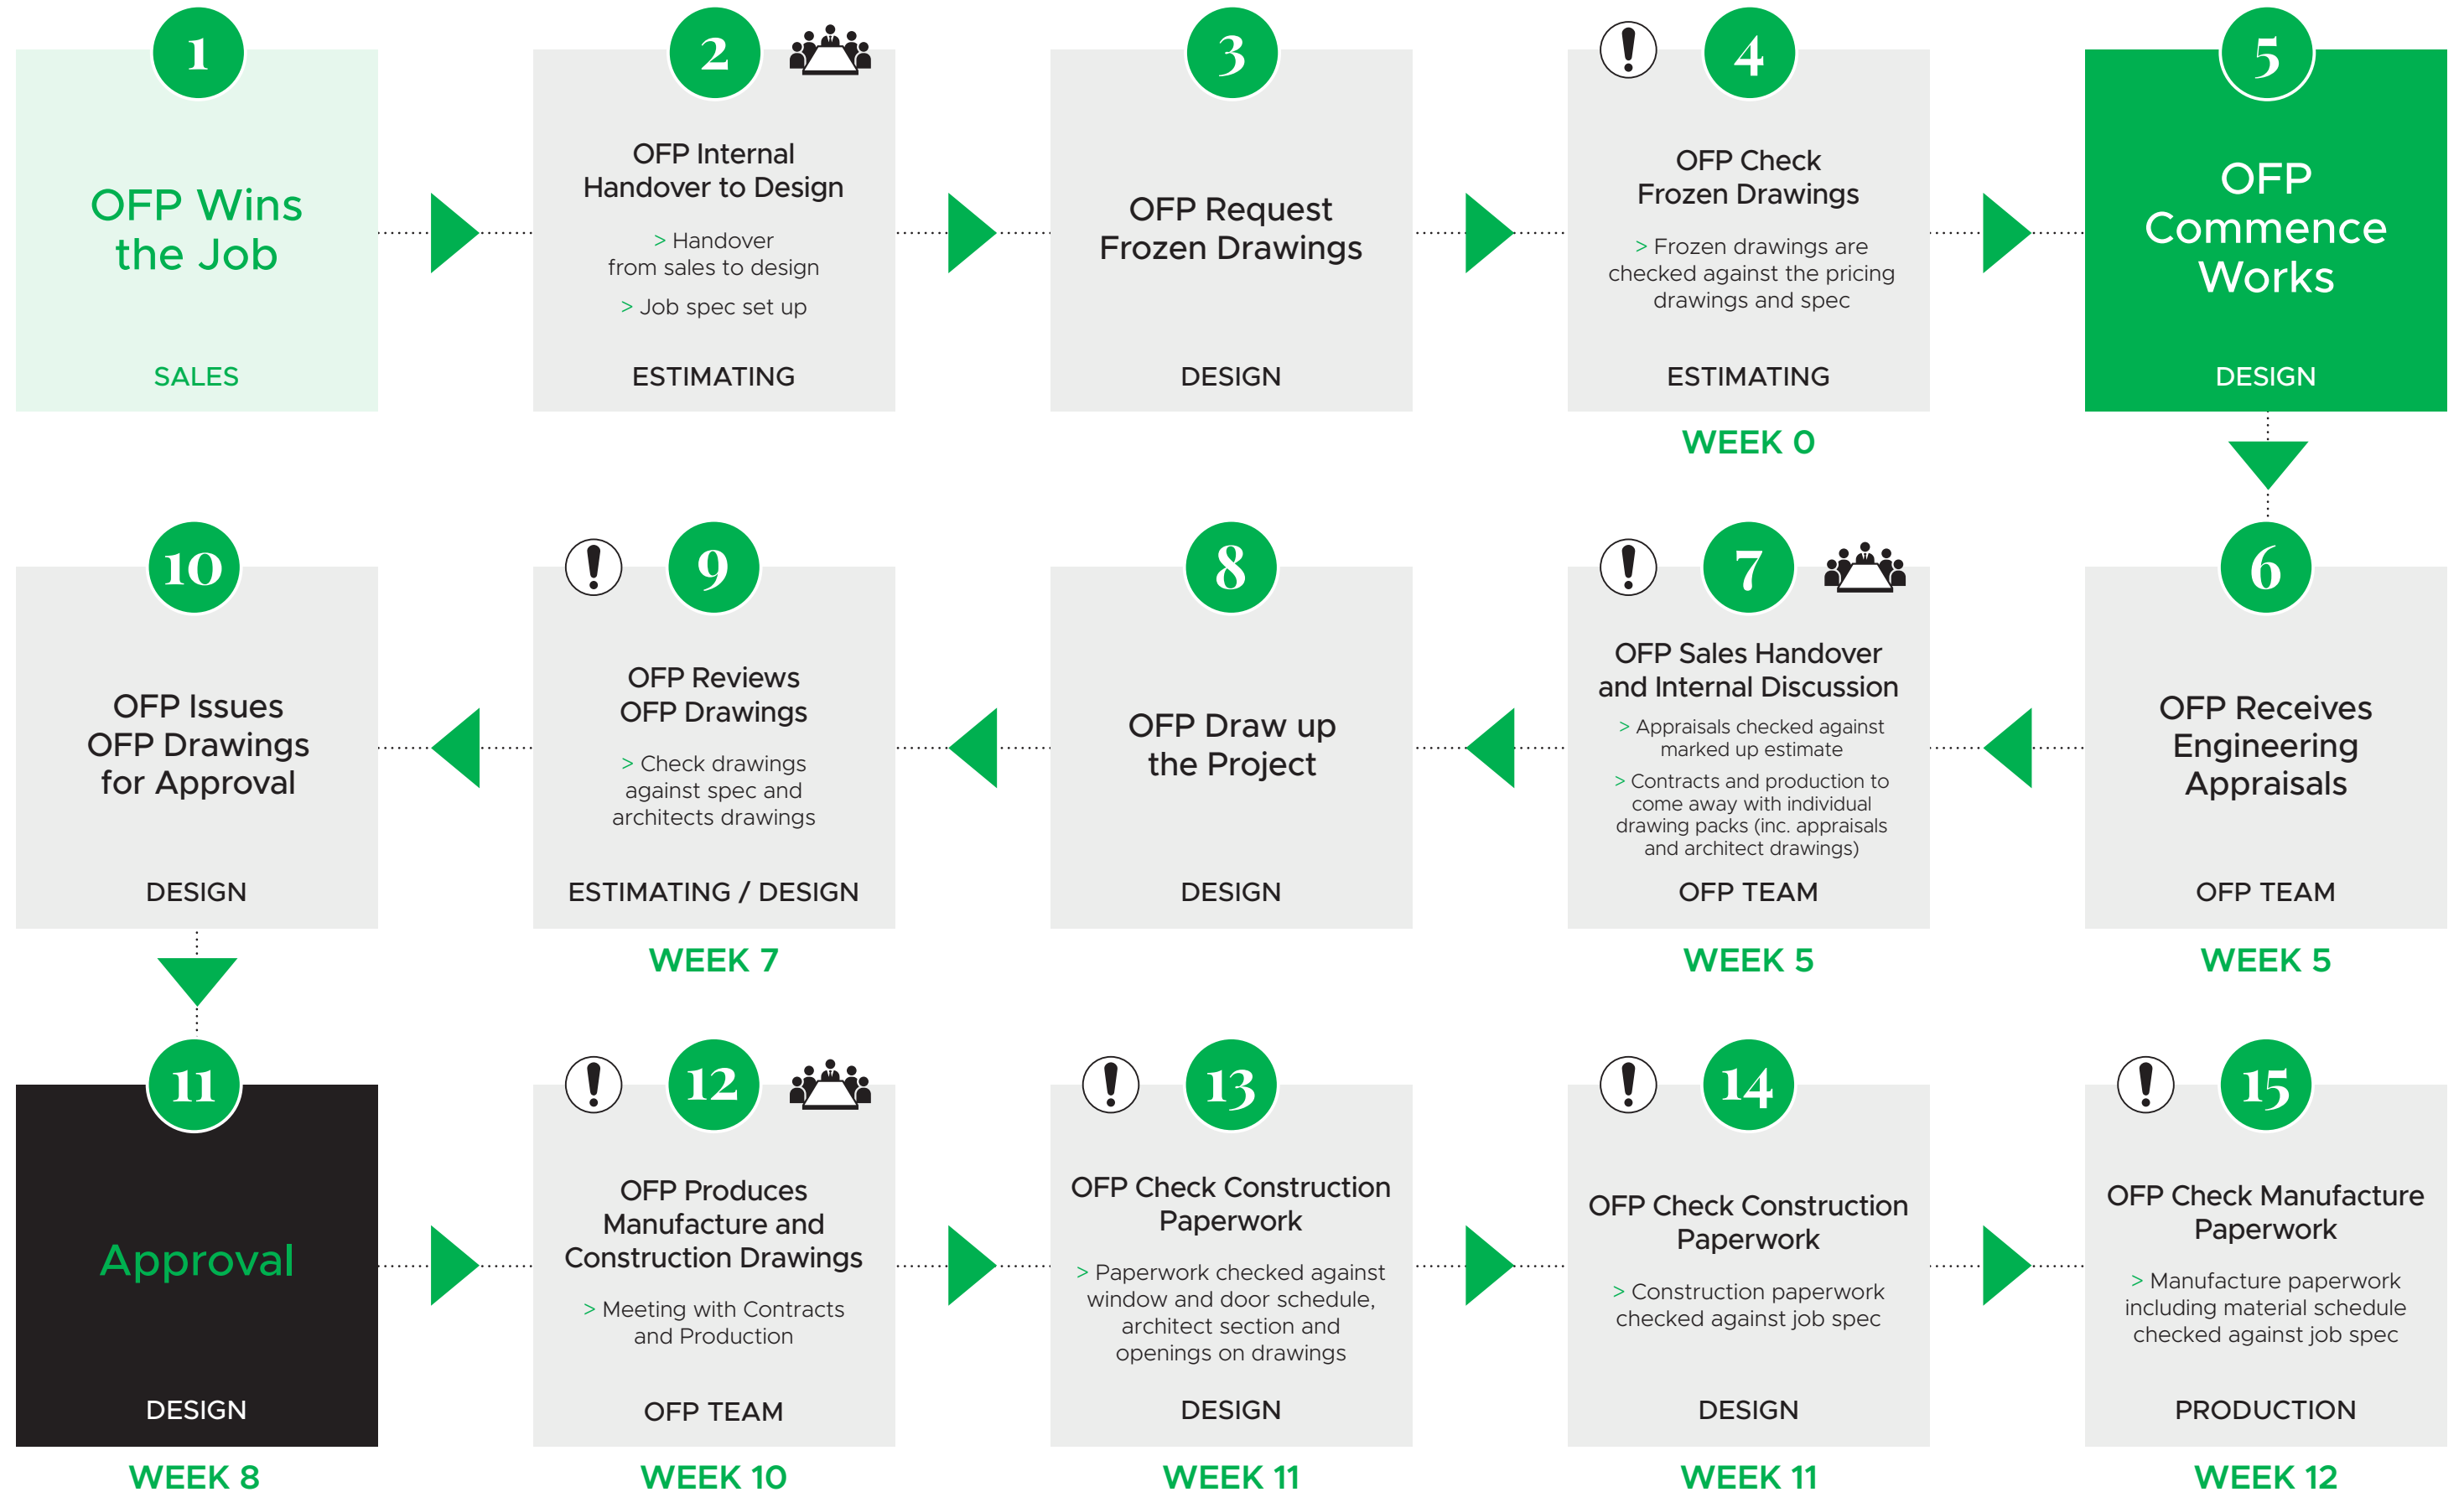 1
OFP Wins
the Job
SALES
2
OFP Internal
Handover to Design
> Handover
from sales to design
> Job spec set up
ESTIMATING
3
OFP Request
Frozen Drawings
DESIGN
!
4
OFP Check
Frozen Drawings
> Frozen drawings are
checked against the pricing
drawings and spec
ESTIMATING
WEEK 0
5
OFP
Commence
Works
DESIGN
6
OFP Receives
Engineering
Appraisals
OFP TEAM
WEEK 5
!
7
OFP Sales Handover
and Internal Discussion
> Appraisals checked against
marked up estimate
> Contracts and production to
come away with individual
drawing packs (inc. appraisals
and architect drawings)
OFP TEAM
WEEK 5
8
OFP Draw up
the Project
DESIGN
!
9
OFP Reviews
OFP Drawings
> Check drawings
against spec and
architects drawings
ESTIMATING / DESIGN
WEEK 7
10
OFP Issues
OFP Drawings
for Approval
DESIGN
11
Approval
DESIGN
WEEK 8
!
12
OFP Produces
Manufacture and
Construction Drawings
> Meeting with Contracts
and Production
OFP TEAM
WEEK 10
!
13
OFP Check Construction
Paperwork
> Paperwork checked against
window and door schedule,
architect section and
openings on drawings
DESIGN
WEEK 11
!
14
OFP Check Construction
Paperwork
> Construction paperwork
checked against job spec
DESIGN
WEEK 11
!
15
OFP Check Manufacture
Paperwork
> Manufacture paperwork
including material schedule
checked against job spec
PRODUCTION
WEEK 12